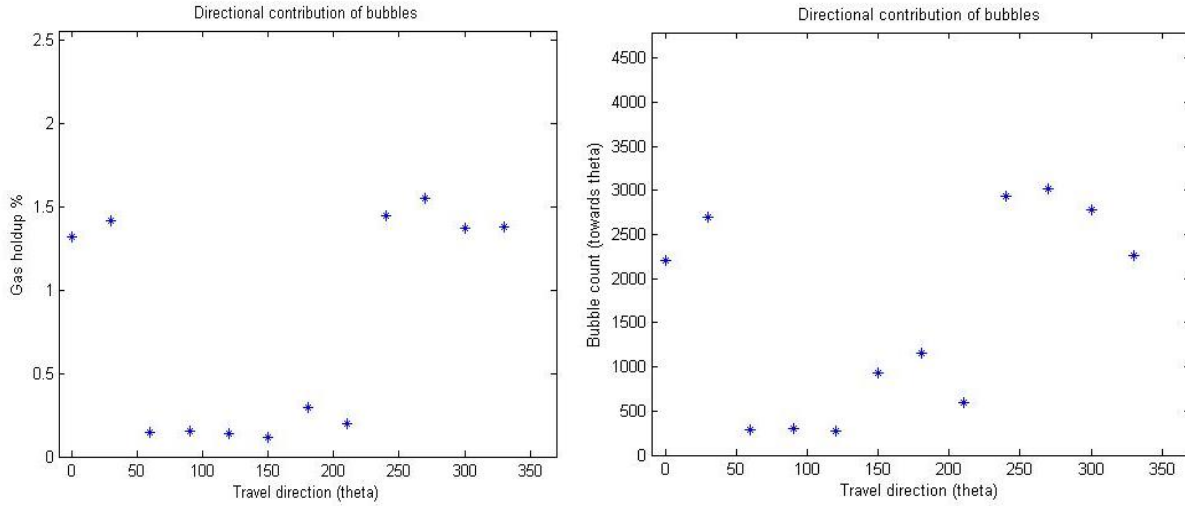 Directional contribution of bubbles
2.5
2
1.5
1
0.5
0
Gas holdup %
0 50 100 150 200 250 300 350
Travel direction (theta)
Directional contribution of bubbles
4500
4000
3500
3000
2500
2000
1500
1000
500
0
Bubble count (towards theta)
0 50 100 150 200 250 300 350
Travel direction (theta)